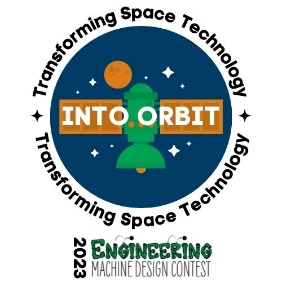 Transforming Space Technology
INTO ORBIT
Transforming Space Technology
2023
ENGINEERING
MACHINE DESIGN CONTEST